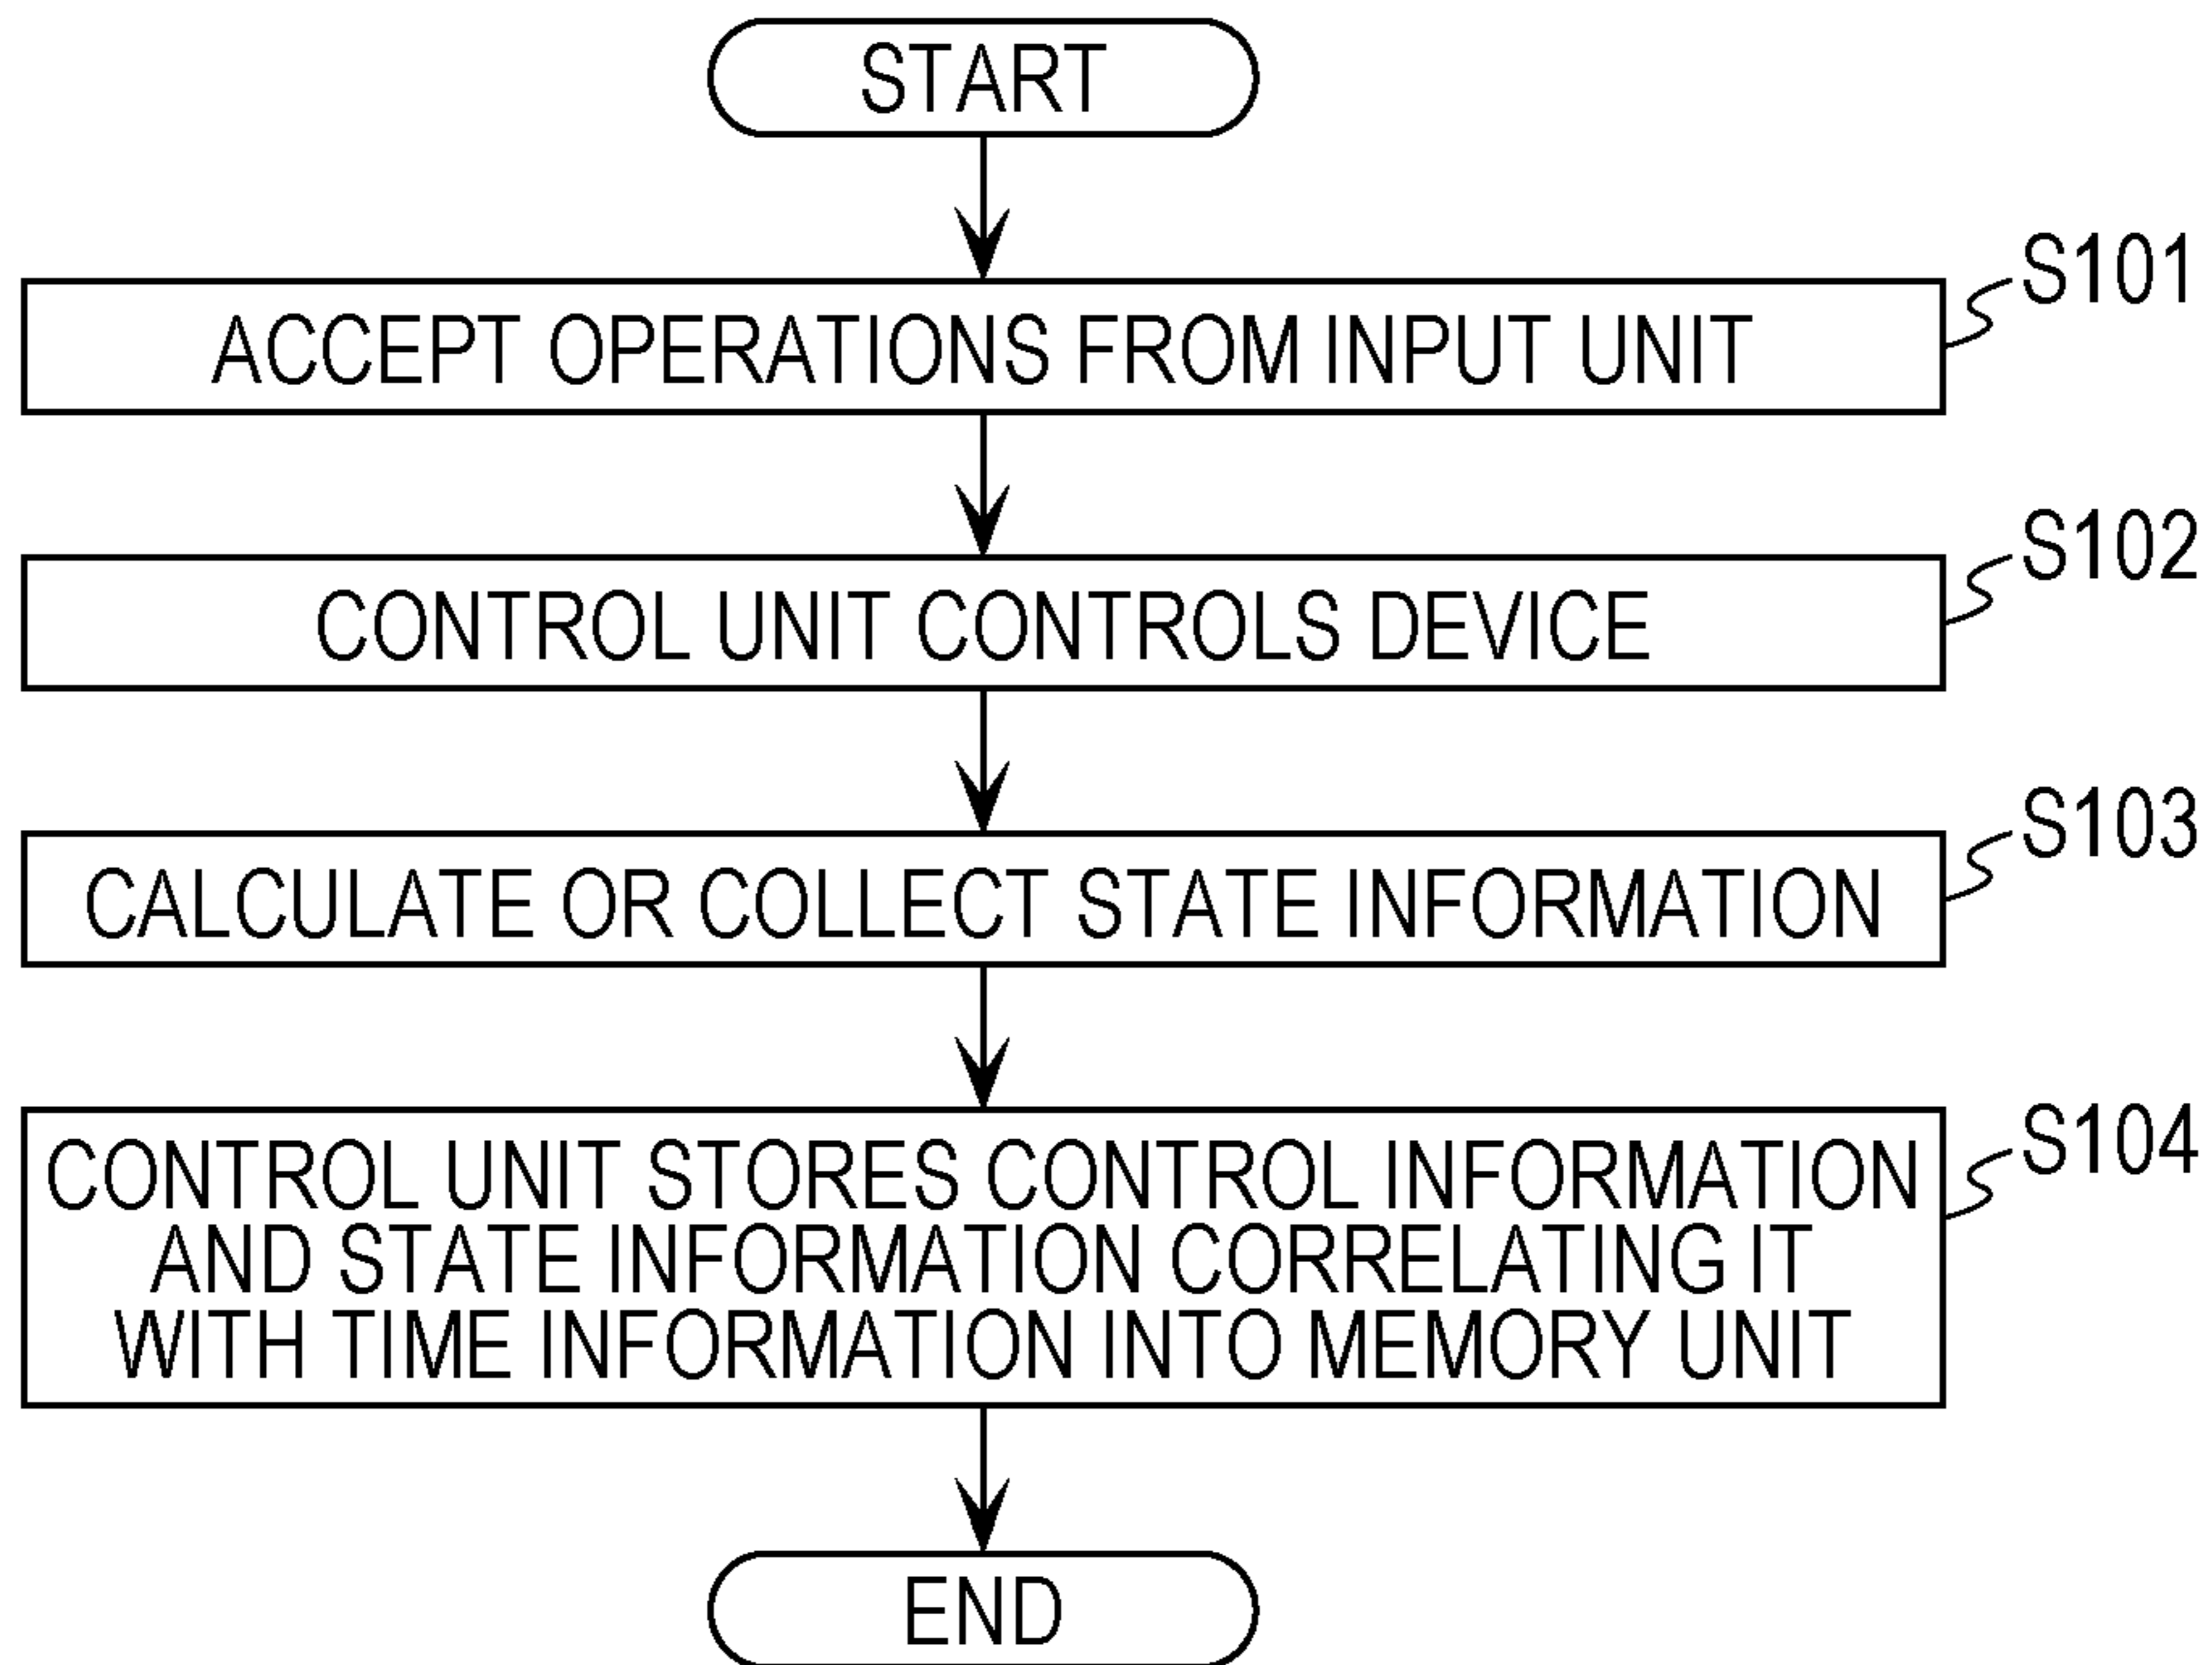 START
S101
ACCEPT OPERATIONS FROM INPUT UNIT
S102
CONTROL UNIT CONTROLS DEVICE
S103
CALCULATE OR COLLECT STATE INFORMATION
S104
CONTROL UNIT STORES CONTROL INFORMATION
AND STATE INFORMATION CORRELATING IT
WITH TIME INFORMATION INTO MEMORY UNIT
END